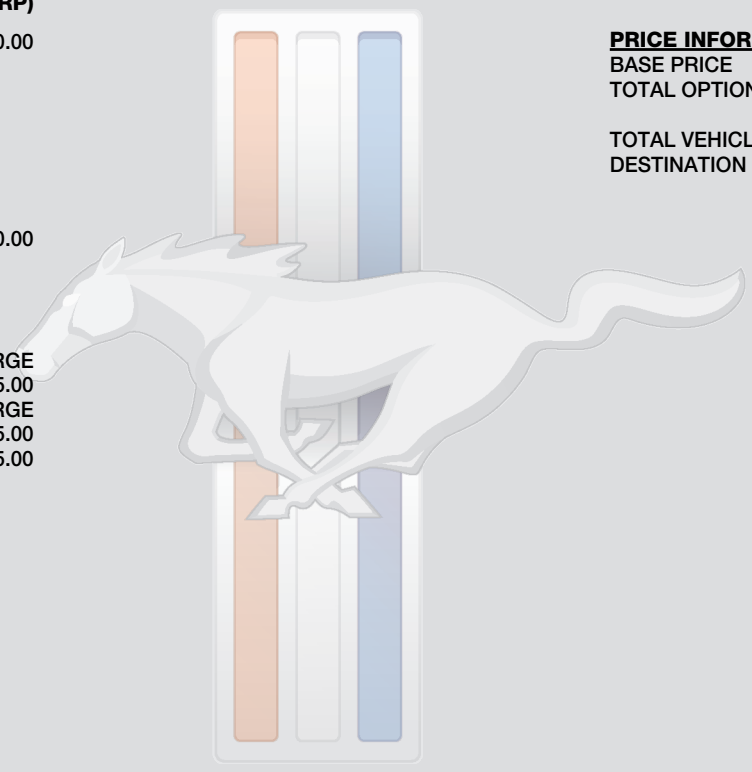 RP)
0.00
0.00
RGE
5.00
RGE
5.00
5.00
PRICE INFOR
BASE PRICE
TOTAL OPTION
TOTAL VEHICL
DESTINATION